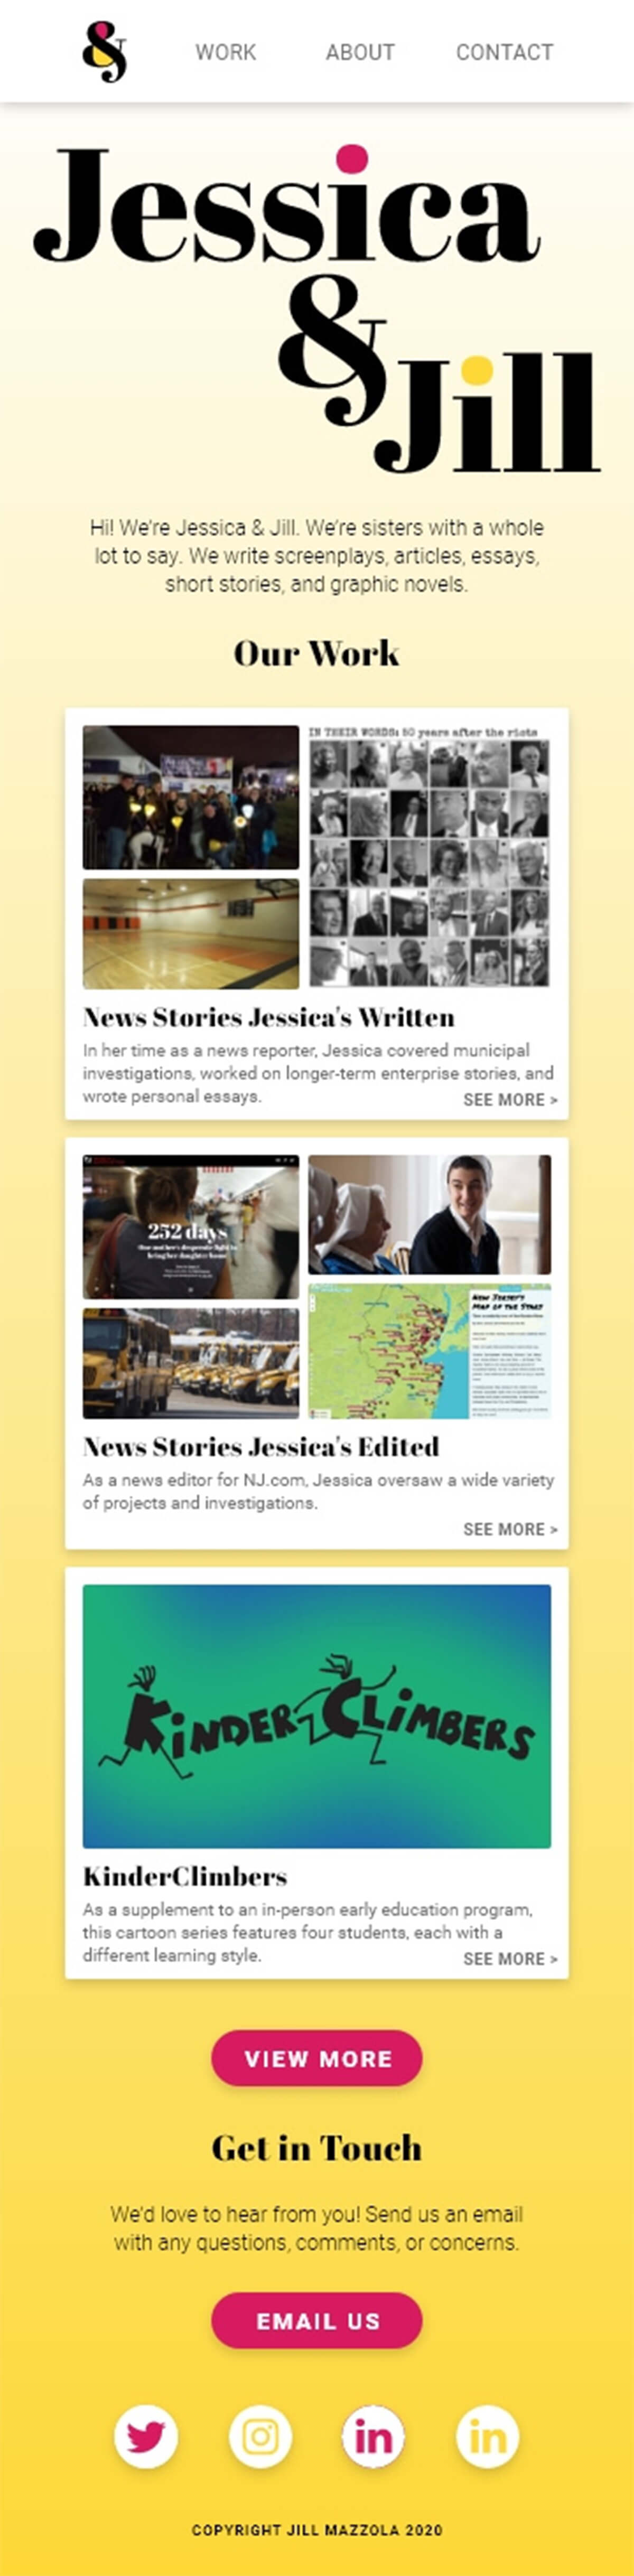 &
WORK
ABOUT
CONTACT
Jessica
&
Jill
Hi! We're Jessica & Jill. We're sisters with a whole
lot to say. We write screenplays, articles, essays,
short stories, and graphic novels.
Our Work
IN THEIR WORDS: 50 years after the riots
News Stories Jessica's Written
In her time as a news reporter, Jessica covered municipal
investigations, worked on longer-term enterprise stories, and
wrote personal essays.
SEE MORE >
252 days
One mother's desperate fight to
bring her daughter home
NEW JERSEY'S
MAP OF THE STARS
News Stories Jessica's Edited
As a news editor for NJ.com, Jessica oversaw a wide variety
of projects and investigations.
SEE MORE >
KINDER CLIMBERS
KinderClimbers
As a supplement to an in-person early education program,
this cartoon series features four students, each with a
different learning style.
SEE MORE >
VIEW MORE
Get in Touch
We'd love to hear from you! Send us an email
with any questions, comments, or concerns.
EMAIL US
in
in
COPYRIGHT JILL MAZZOLA 2020